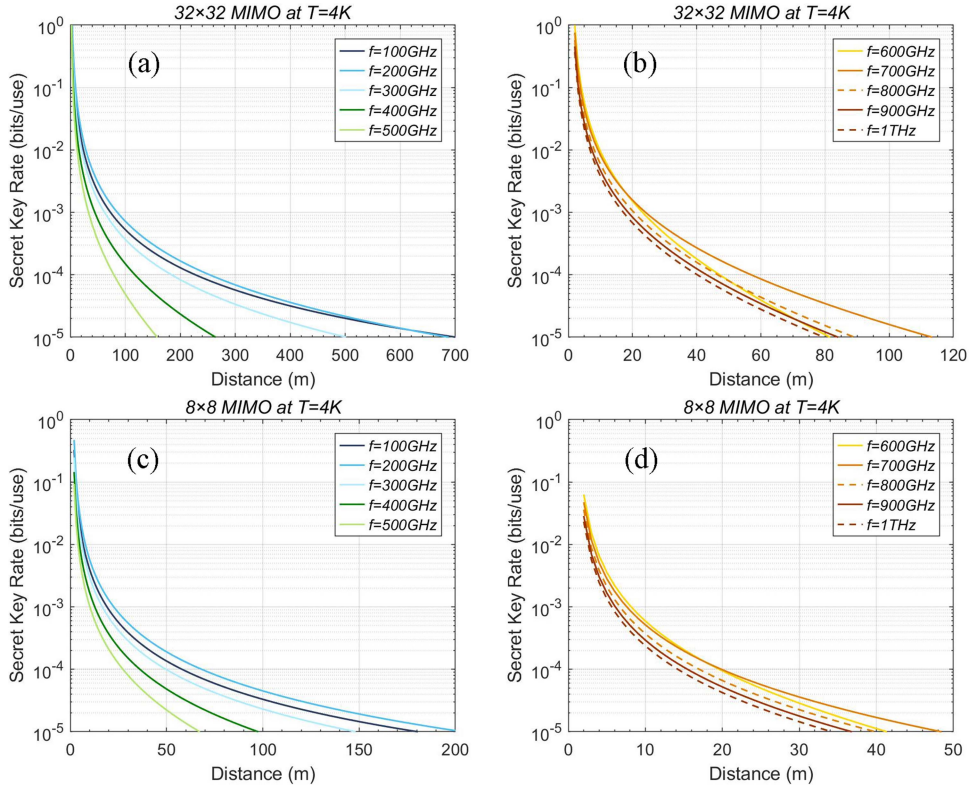 32×32 MIMO at T=4K
(a)
f=100GHz
f=200GHz
f=300GHz
f=400GHz
f=500GHz
Secret Key Rate (bits/use)
10^0
10^-1
10^-2
10^-3
10^-4
10^-5
0 100 200 300 400 500 600 700
Distance (m)
32×32 MIMO at T=4K
(b)
f=600GHz
f=700GHz
f=800GHz
f=900GHz
f=1THz
Secret Key Rate (bits/use)
10^0
10^-1
10^-2
10^-3
10^-4
10^-5
0 20 40 60 80 100 120
Distance (m)
8×8 MIMO at T=4K
(c)
f=100GHz
f=200GHz
f=300GHz
f=400GHz
f=500GHz
Secret Key Rate (bits/use)
10^0
10^-1
10^-2
10^-3
10^-4
10^-5
0 50 100 150 200
Distance (m)
8×8 MIMO at T=4K
(d)
f=600GHz
f=700GHz
f=800GHz
f=900GHz
f=1THz
Secret Key Rate (bits/use)
10^0
10^-1
10^-2
10^-3
10^-4
10^-5
0 10 20 30 40 50
Distance (m)